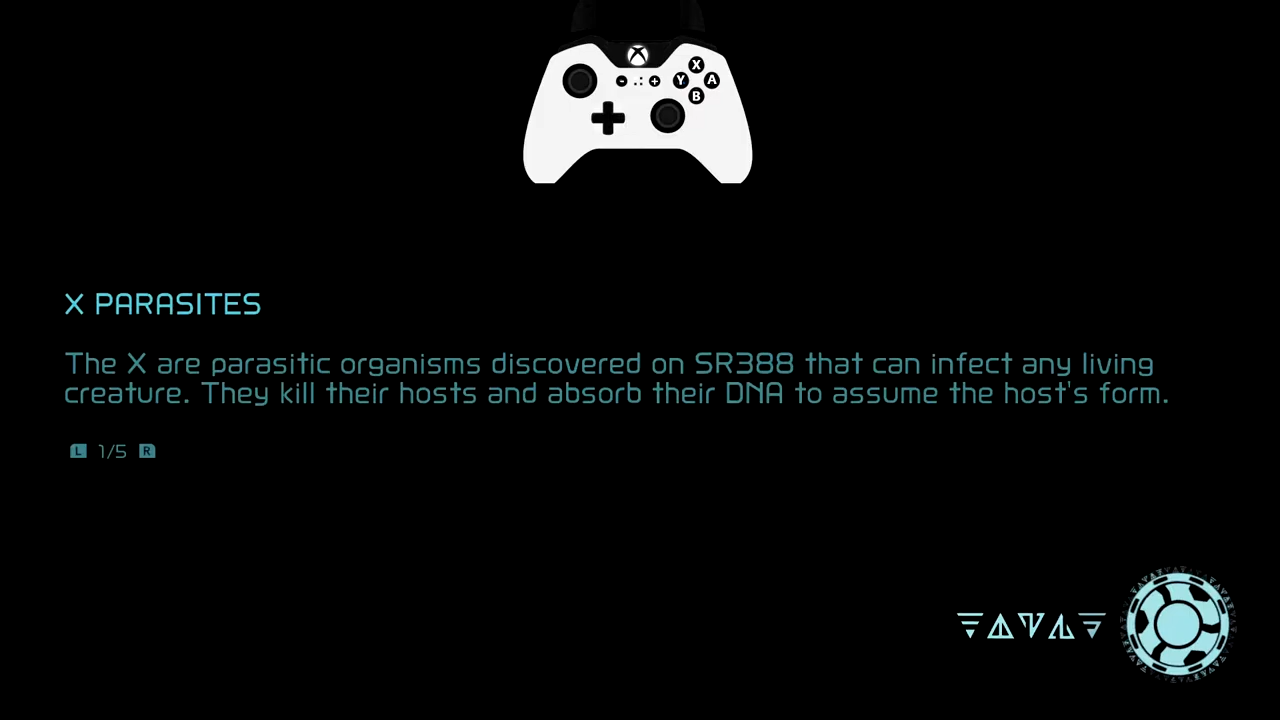 X
Y A
B
X PARASITES
The X are parasitic organisms discovered on SR388 that can infect any living
creature. They kill their hosts and absorb their DNA to assume the host's form.
L 1/5 R